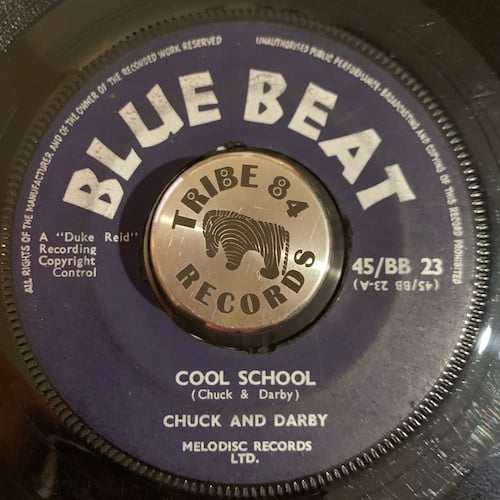 ALL RIGHTS OF THE MANUFACTURER, AND OF THE OWNER OF THE RECORDED WORK RESERVED
UNAUTHORISED PUBLIC PERFORMANCE, BROADCASTING AND COPYING OF THIS RECORD PROHIBITED
BLUE BEAT
TRIBE 84
RECORDS
A "Duke Reid"
Recording
Copyright
Control
45/BB 23
(45/BB 23-A)
COOL SCHOOL
(Chuck & Darby)
CHUCK AND DARBY
MELODISC RECORDS
LTD.